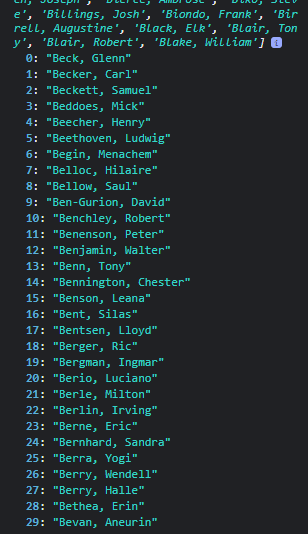 en, Joseph', 'Bierce, Ambrose', 'Biko, Stev
e', 'Billings, Josh', 'Biondo, Frank', 'Bir
rell, Augustine', 'Black, Elk', 'Blair, Ton
y', 'Blair, Robert', 'Blake, William'] i
0: "Beck, Glenn"
1: "Becker, Carl"
2: "Beckett, Samuel"
3: "Beddoes, Mick"
4: "Beecher, Henry"
5: "Beethoven, Ludwig"
6: "Begin, Menachem"
7: "Belloc, Hilaire"
8: "Bellow, Saul"
9: "Ben-Gurion, David"
10: "Benchley, Robert"
11: "Benenson, Peter"
12: "Benjamin, Walter"
13: "Benn, Tony"
14: "Bennington, Chester"
15: "Benson, Leana"
16: "Bent, Silas"
17: "Bentsen, Lloyd"
18: "Berger, Ric"
19: "Bergman, Ingmar"
20: "Berio, Luciano"
21: "Berle, Milton"
22: "Berlin, Irving"
23: "Berne, Eric"
24: "Bernhard, Sandra"
25: "Berra, Yogi"
26: "Berry, Wendell"
27: "Berry, Halle"
28: "Bethea, Erin"
29: "Bevan, Aneurin"